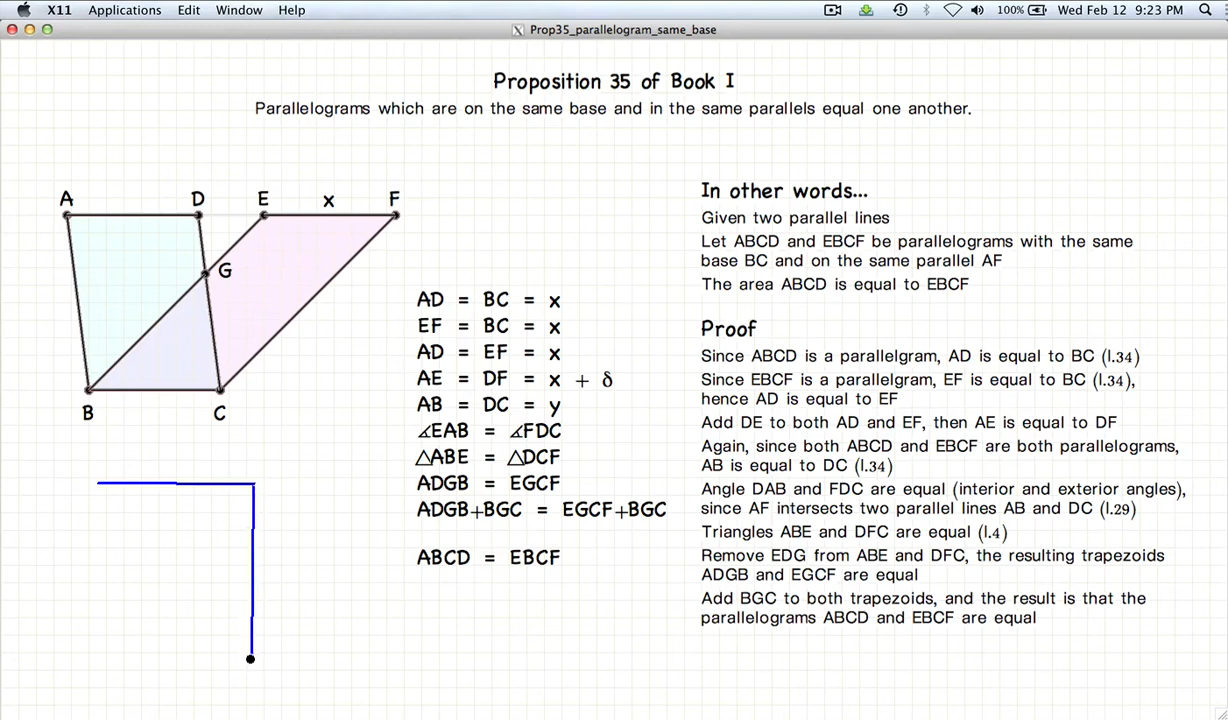 X11 Applications Edit Window Help 100% Wed Feb 12 9:23 PM
Prop35_parallelogram_same_base
Proposition 35 of Book I
Parallelograms which are on the same base and in the same parallels equal one another.
A D E x F
G
B C
AD = BC = x
EF = BC = x
AD = EF = x
AE = DF = x + δ
AB = DC = y
∡EAB = ∡FDC
△ABE = △DCF
ADGB = EGCF
ADGB+BGC = EGCF+BGC
ABCD = EBCF
In other words...
Given two parallel lines
Let ABCD and EBCF be parallelograms with the same
base BC and on the same parallel AF
The area ABCD is equal to EBCF
Proof
Since ABCD is a parallelgram, AD is equal to BC (I.34)
Since EBCF is a parallelgram, EF is equal to BC (I.34),
hence AD is equal to EF
Add DE to both AD and EF, then AE is equal to DF
Again, since both ABCD and EBCF are both parallelograms,
AB is equal to DC (I.34)
Angle DAB and FDC are equal (interior and exterior angles),
since AF intersects two parallel lines AB and DC (I.29)
Triangles ABE and DFC are equal (I.4)
Remove EDG from ABE and DFC, the resulting trapezoids
ADGB and EGCF are equal
Add BGC to both trapezoids, and the result is that the
parallelograms ABCD and EBCF are equal